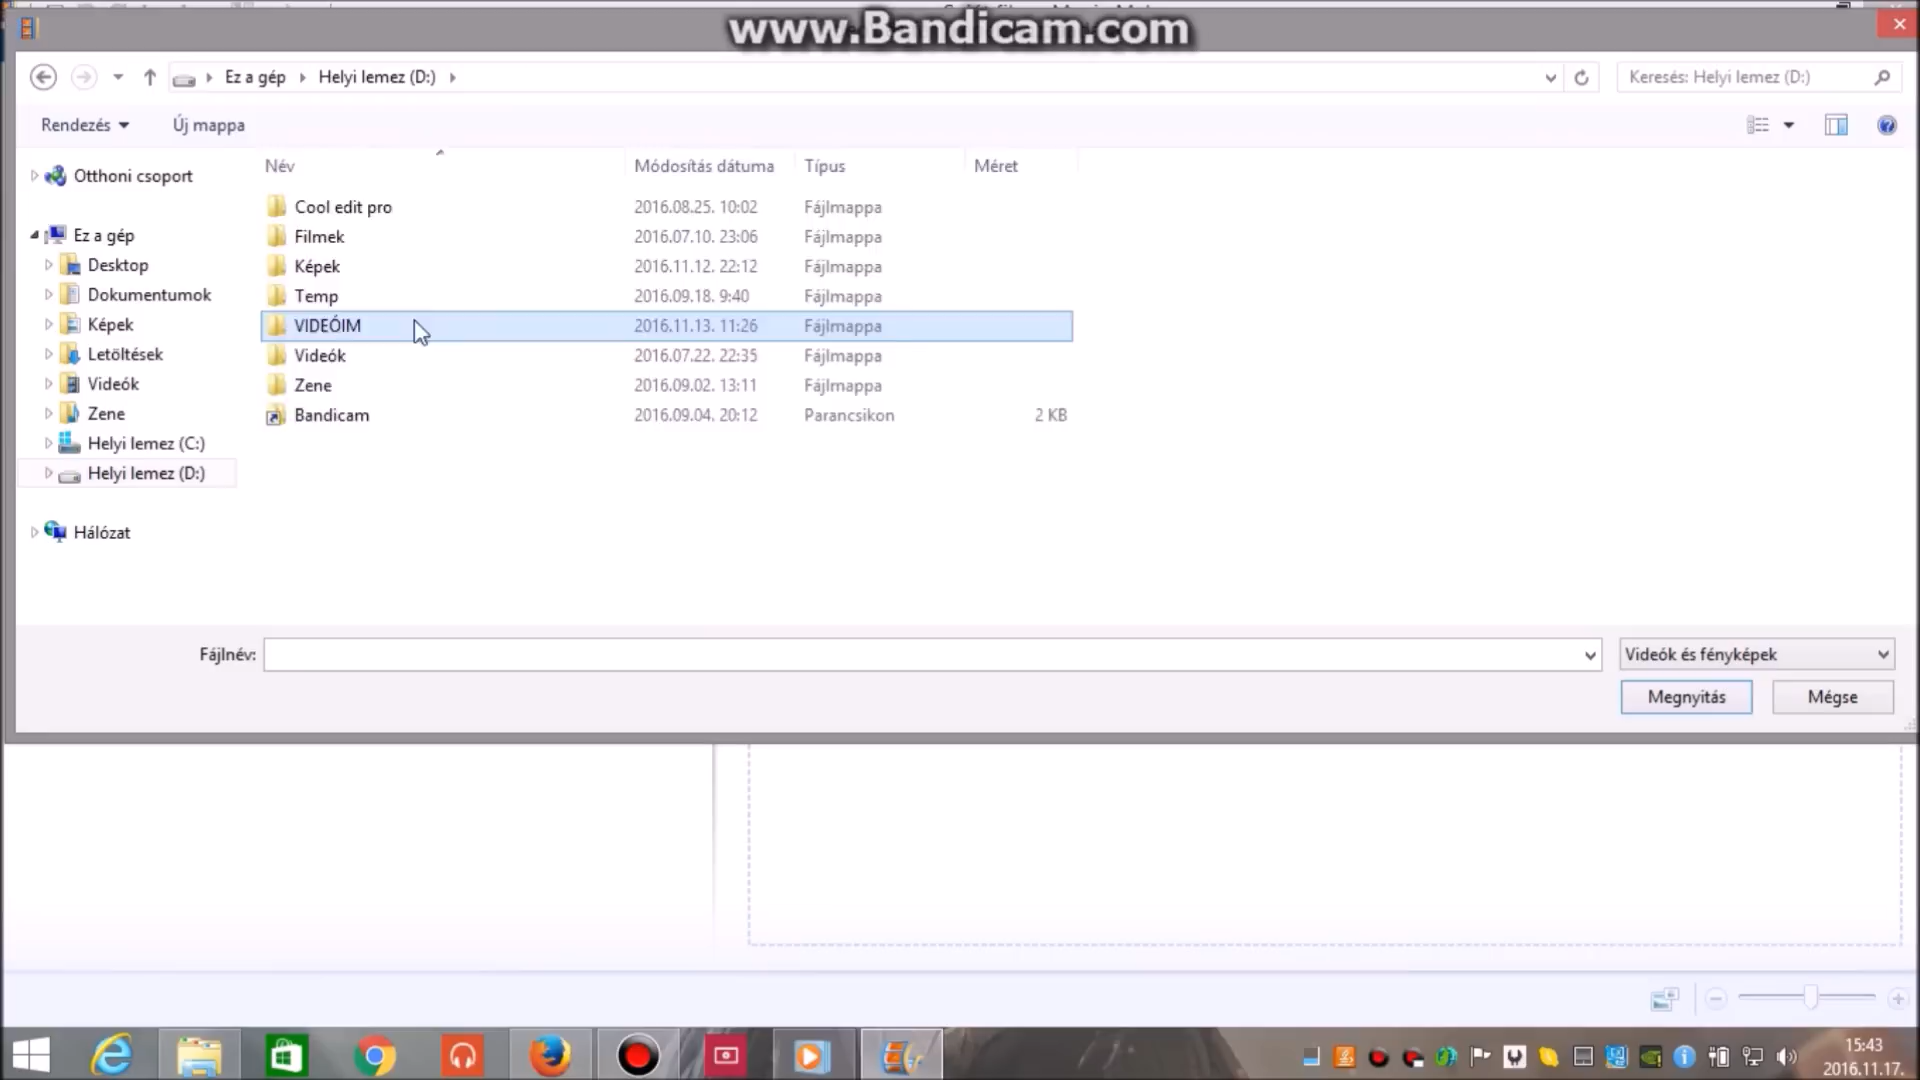 www.Bandicam.com
Ez a gép Helyi lemez (D:)
Keresés: Helyi lemez (D:)
Rendezés Új mappa
Név Módosítás dátuma Típus Méret
Otthoni csoport
Ez a gép
Desktop
Dokumentumok
Képek
Letöltések
Videók
Zene
Helyi lemez (C:)
Helyi lemez (D:)
Hálózat
Cool edit pro 2016.08.25. 10:02 Fájlmappa
Filmek 2016.07.10. 23:06 Fájlmappa
Képek 2016.11.12. 22:12 Fájlmappa
Temp 2016.09.18. 9:40 Fájlmappa
VIDEÓIM 2016.11.13. 11:26 Fájlmappa
Videók 2016.07.22. 22:35 Fájlmappa
Zene 2016.09.02. 13:11 Fájlmappa
Bandicam 2016.09.04. 20:12 Parancsikon 2 KB
Fájlnév:
Videók és fényképek
Megnyitás Mégse
15:43
2016.11.17.